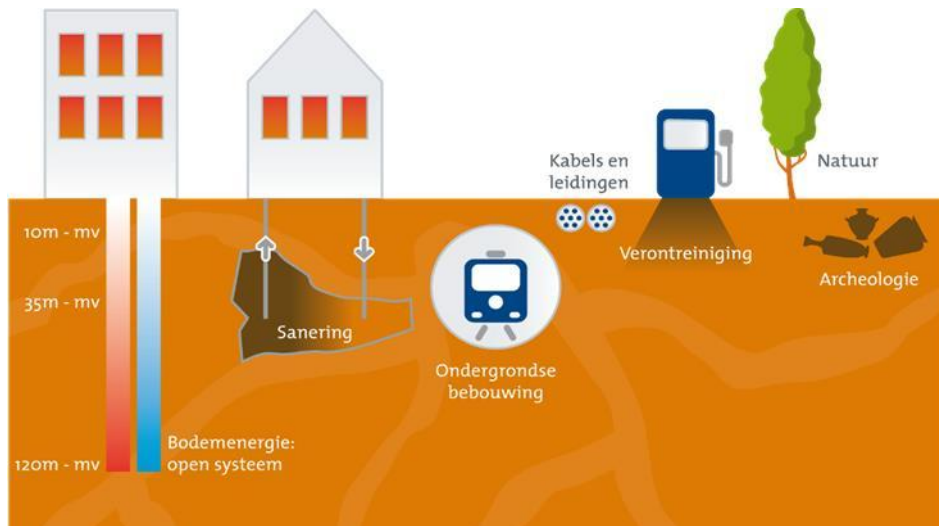 Kabels en
leidingen
Natuur
10m - mv
Verontreiniging
Archeologie
35m - mv
Sanering
Ondergrondse
bebouwing
Bodemenergie:
open systeem
120m - mv